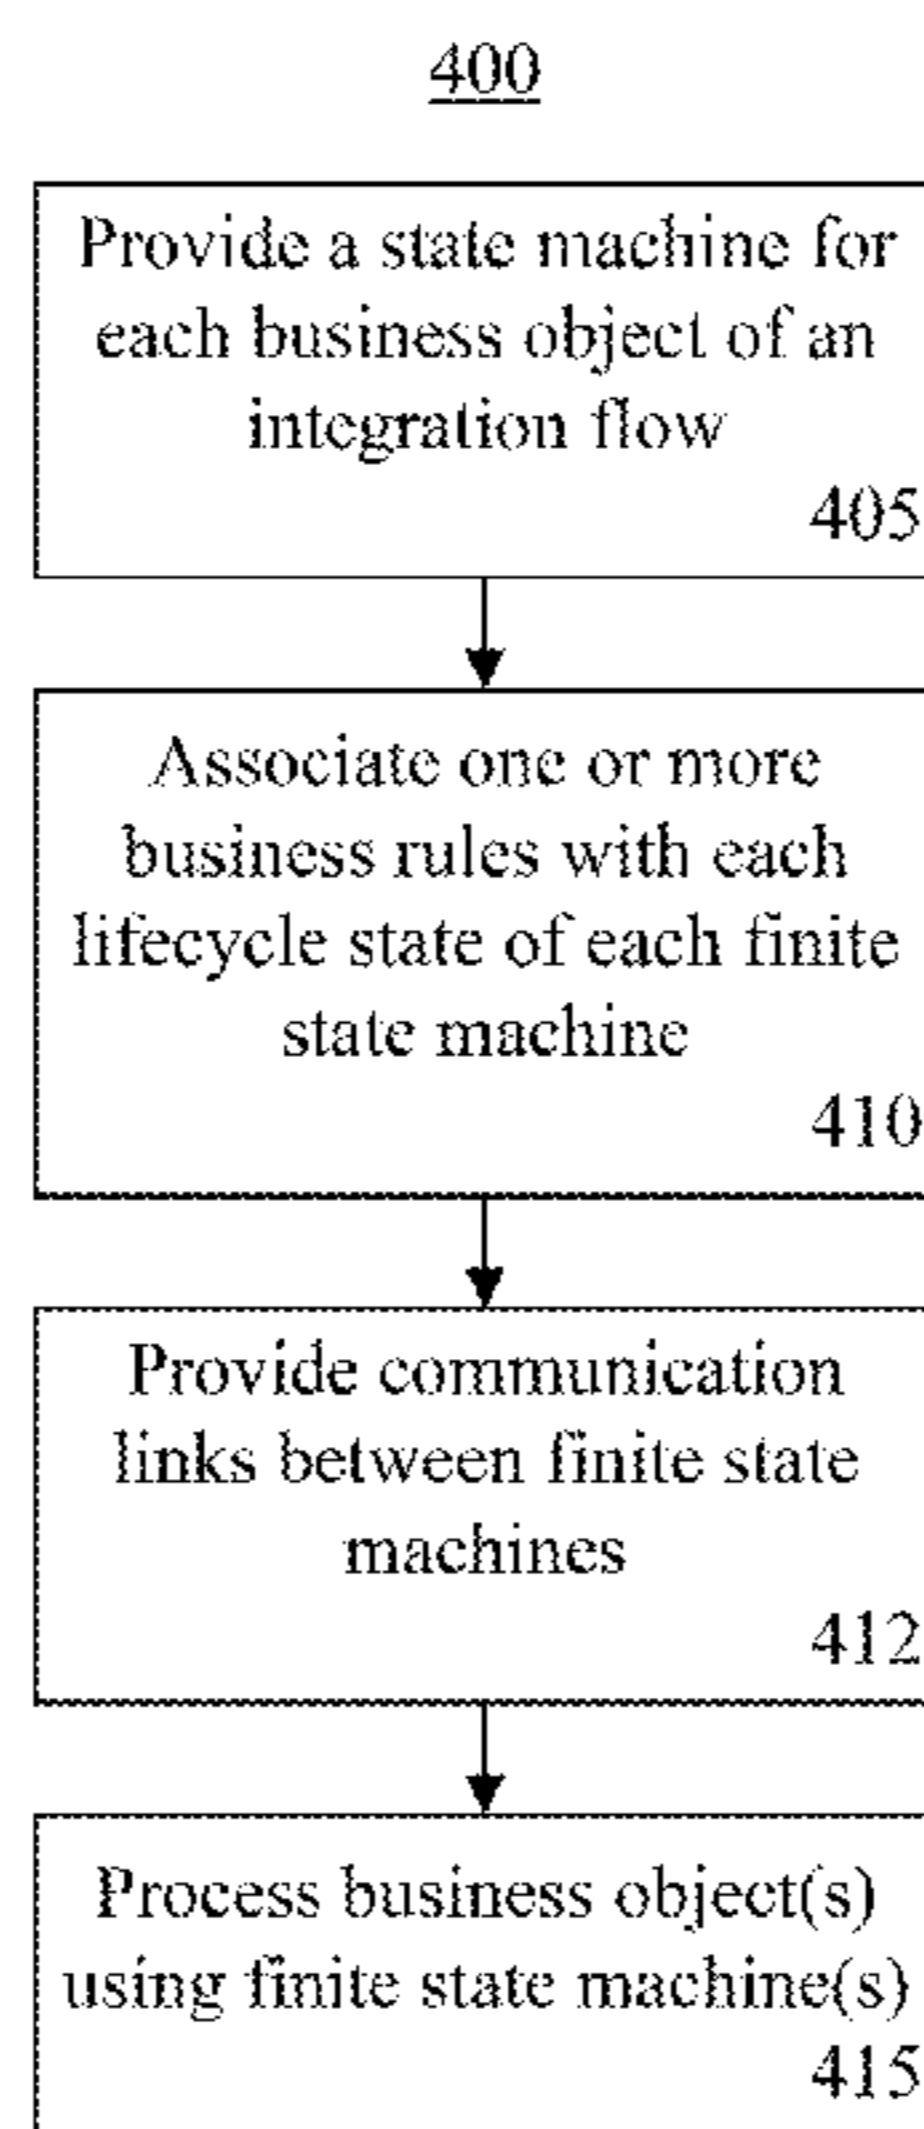 400
Provide a state machine for
each business object of an
integration flow
405
Associate one or more
business rules with each
lifecycle state of each finite
state machine
410
Provide communication
links between finite state
machines
412
Process business object(s)
using finite state machine(s)
415